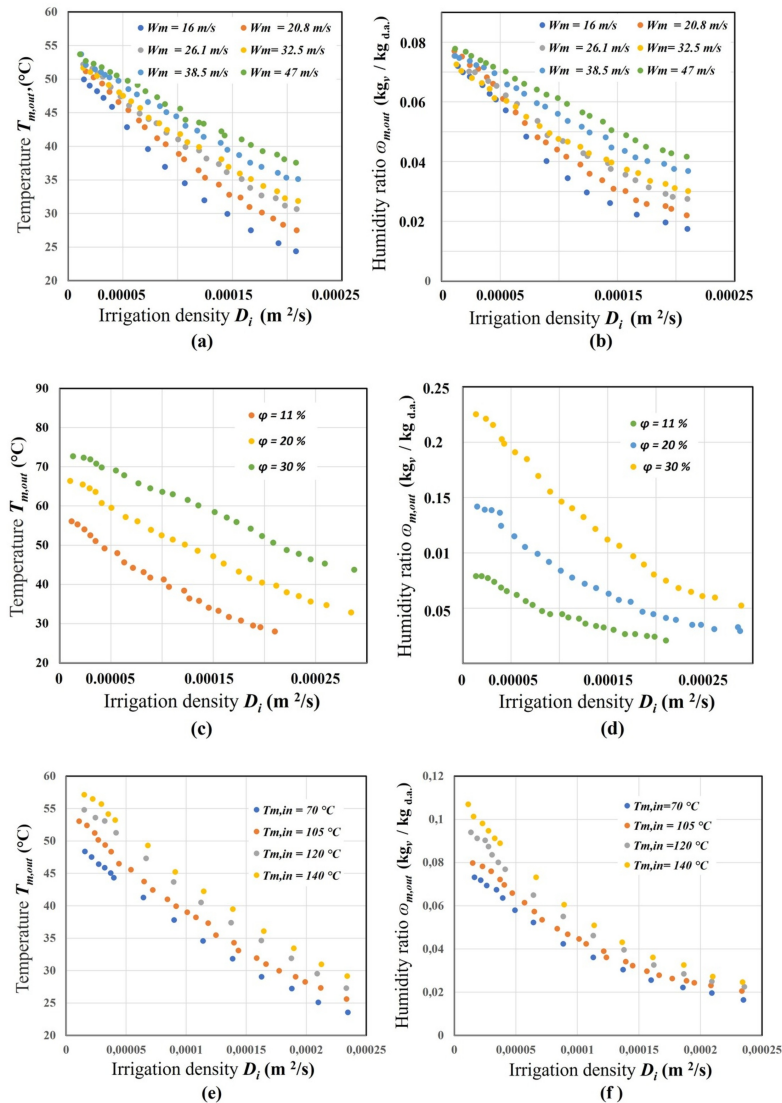 Wm = 16 m/s Wm = 20.8 m/s
Wm = 26.1 m/s Wm= 32.5 m/s
Wm = 38.5 m/s Wm = 47 m/s
Temperature Tm,out,(°C)
60
55
50
45
40
35
30
25
20
0 0.00005 0.00015 0.00025
Irrigation density Di (m ²/s)
(a)
Wm = 16 m/s Wm = 20.8 m/s
Wm = 26.1 m/s Wm =32.5 m/s
Wm = 38.5 m/s Wm = 47 m/s
Humidity ratio ωm,out (kgv / kg d.a.)
0.08
0.06
0.04
0.02
0
0 0.00005 0.00015 0.00025
Irrigation density Di (m ²/s)
(b)
φ = 11 %
φ = 20 %
φ = 30 %
Temperature Tm,out (°C)
90
80
70
60
50
40
30
20
0 0.00005 0.00015 0.00025
Irrigation density Di (m ²/s)
(c)
φ = 11 %
φ = 20 %
φ = 30 %
Humidity ratio ωm,out (kgv / kg d.a.)
0.25
0.15
0.01
0.05
0 0.00005 0.00015 0.00025
Irrigation density Di (m ²/s)
(d)
Tm,in = 70 °C
Tm,in = 105 °C
Tm,in = 120 °C
Tm,in = 140 °C
Temperature Tm,out (°C)
60
55
50
45
40
35
30
25
20
0 0,00005 0,0001 0,00015 0,0002 0,00025
Irrigation density Di (m ²/s)
(e)
Tm,in=70 °C
Tm,in = 105 °C
Tm,in =120 °C
Tm,in= 140 °C
Humidity ratio ωm,out (kgv / kg d.a.)
0,12
0,1
0,08
0,06
0,04
0,02
0
0 0,00005 0,0001 0,00015 0,0002 0,00025
Irrigation density Di (m ²/s)
(f )